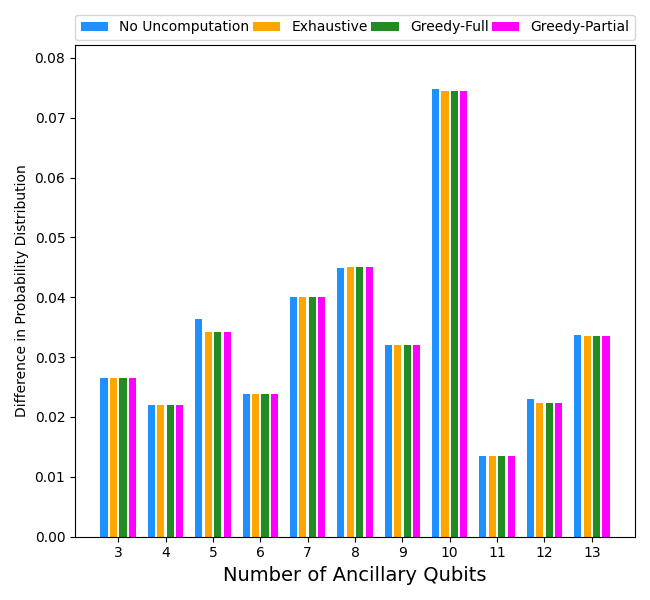 No Uncomputation Exhaustive Greedy-Full Greedy-Partial
0.08
0.07
0.06
0.05
0.04
0.03
0.02
0.01
0.00
Difference in Probability Distribution
3 4 5 6 7 8 9 10 11 12 13
Number of Ancillary Qubits